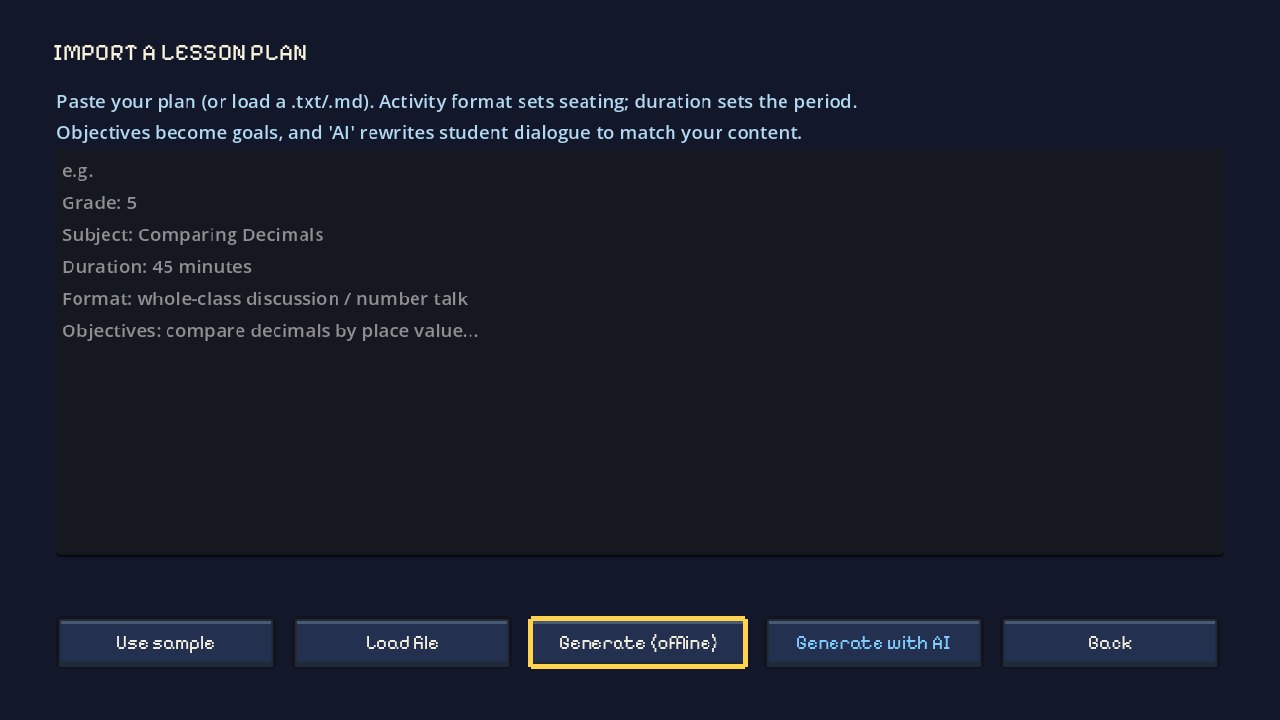 IMPORT A LESSON PLAN
Paste your plan (or load a .txt/.md). Activity format sets seating; duration sets the period.
Objectives become goals, and 'AI' rewrites student dialogue to match your content.
e.g.
Grade: 5
Subject: Comparing Decimals
Duration: 45 minutes
Format: whole-class discussion / number talk
Objectives: compare decimals by place value...
Use sample
Load file
Generate (offline)
Generate with AI
Back